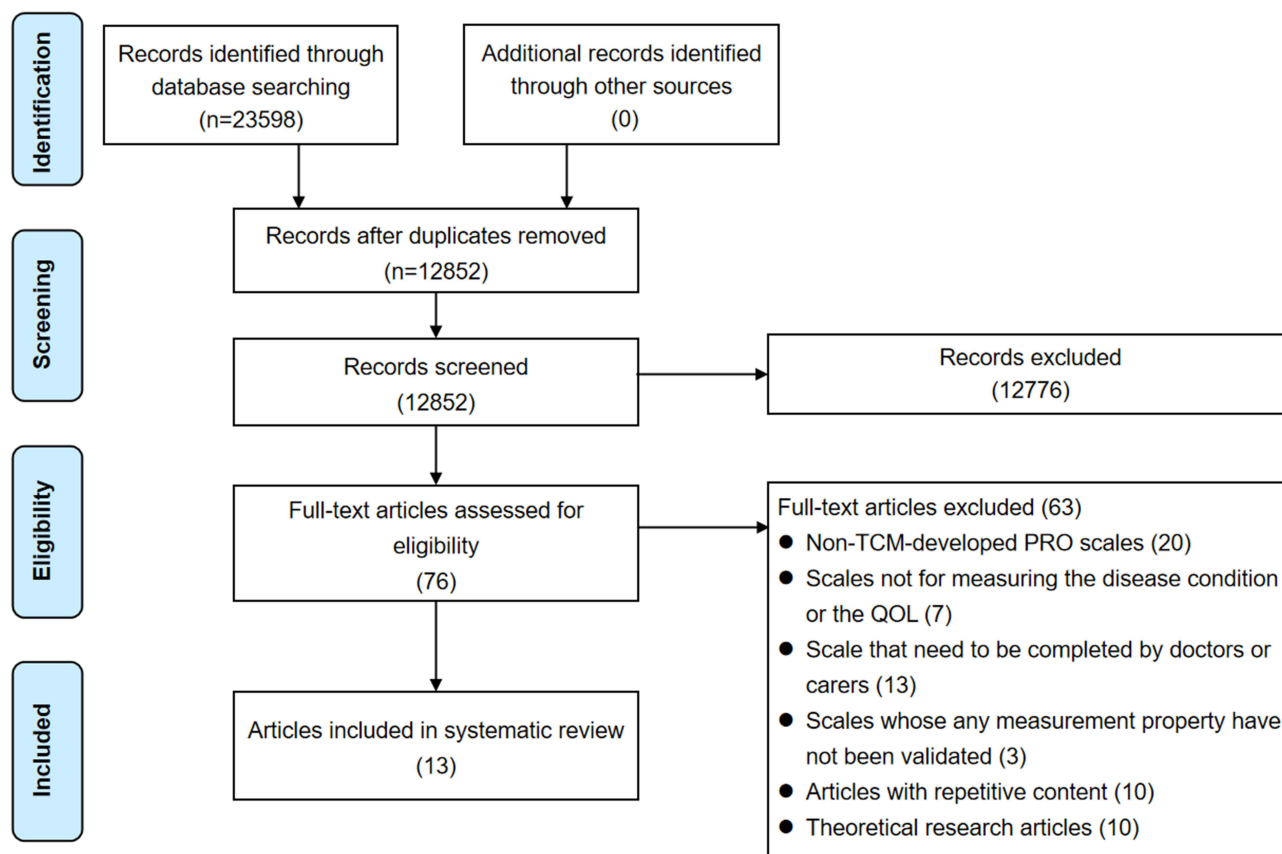 Identification
Records identified through
database searching
(n=23598)
Additional records identified
through other sources
(0)
Screening
Records after duplicates removed
(n=12852)
Records screened
(12852)
Records excluded
(12776)
Eligibility
Full-text articles assessed for
eligibility
(76)
Full-text articles excluded (63)
● Non-TCM-developed PRO scales (20)
● Scales not for measuring the disease condition
or the QOL (7)
● Scale that need to be completed by doctors or
carers (13)
● Scales whose any measurement property have
not been validated (3)
● Articles with repetitive content (10)
● Theoretical research articles (10)
Included
Articles included in systematic review
(13)